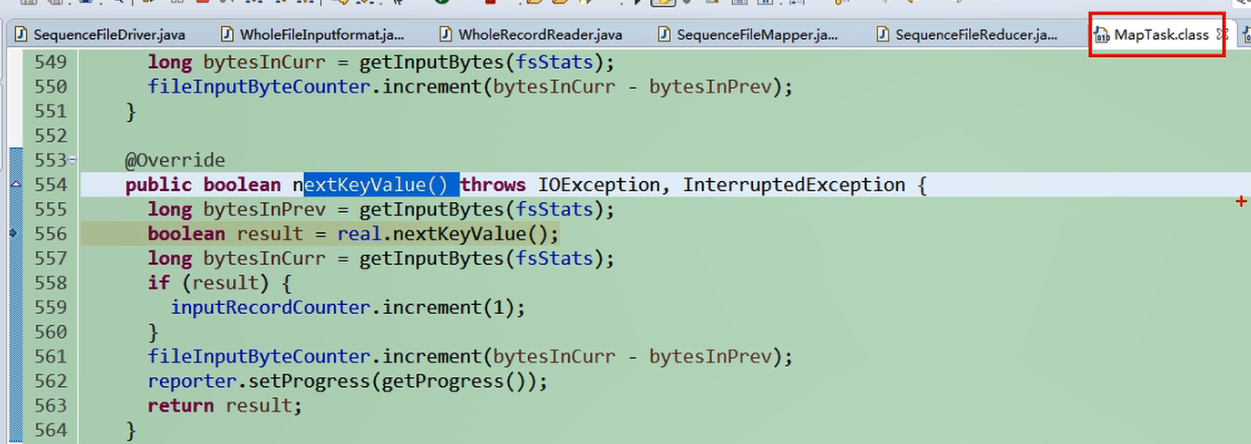 SequenceFileDriver.java WholeFileInputformat.ja... WholeRecordReader.java SequenceFileMapper.ja... SequenceFileReducer.ja... MapTask.class
549 long bytesInCurr = getInputBytes(fsStats);
550 fileInputByteCounter.increment(bytesInCurr - bytesInPrev);
551 }
552
553 @Override
554 public boolean nextKeyValue() throws IOException, InterruptedException {
555 long bytesInPrev = getInputBytes(fsStats);
556 boolean result = real.nextKeyValue();
557 long bytesInCurr = getInputBytes(fsStats);
558 if (result) {
559 inputRecordCounter.increment(1);
560 }
561 fileInputByteCounter.increment(bytesInCurr - bytesInPrev);
562 reporter.setProgress(getProgress());
563 return result;
564 }